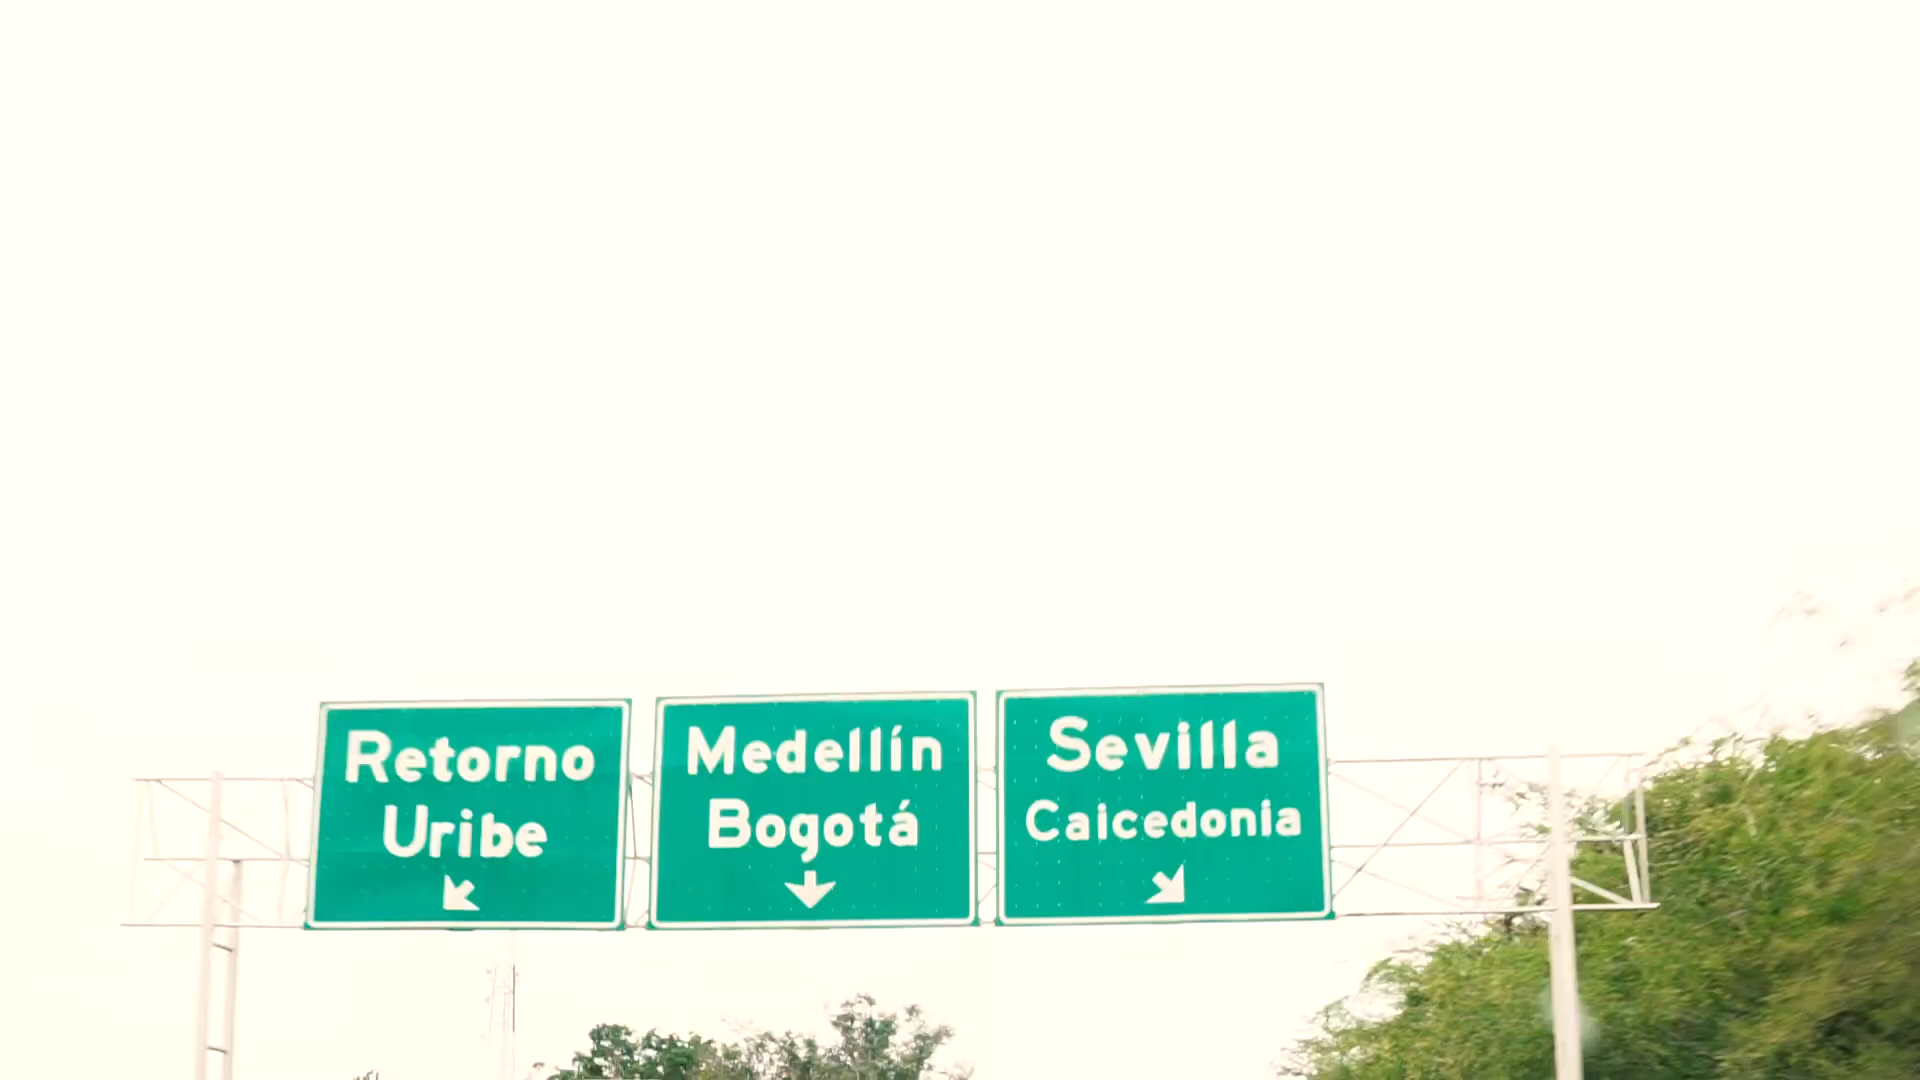 Retorno
Uribe
Medellín
Bogotá
Sevilla
Caicedonia